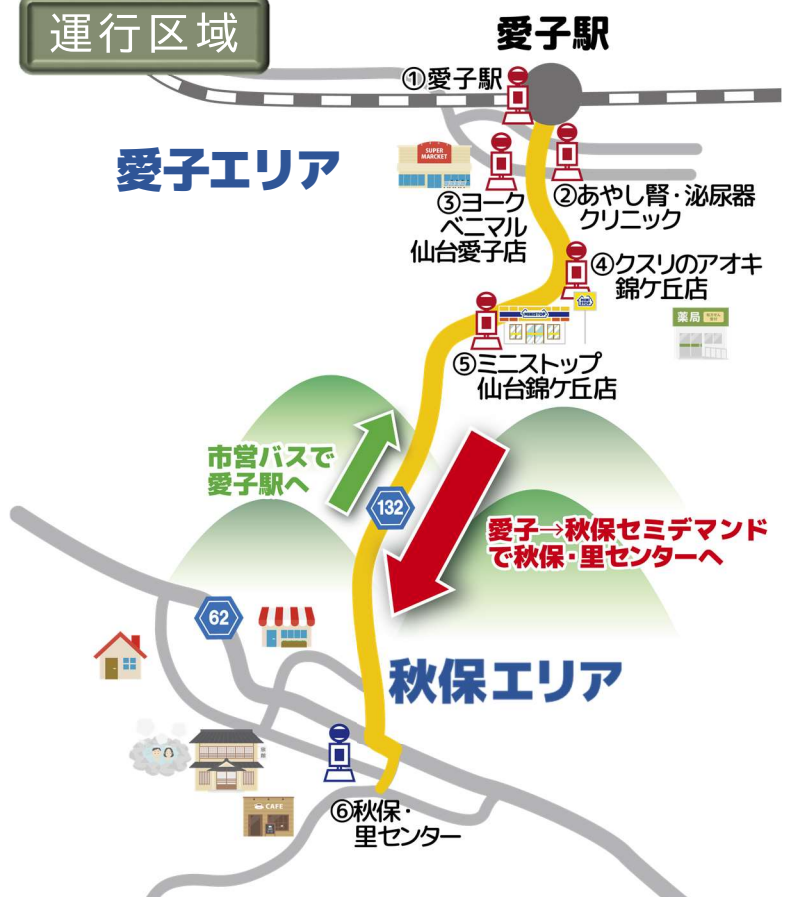 運行区域
愛子駅
①愛子駅
愛子エリア
SUPER
MARCKET
②あやし腎・泌尿器
クリニック
③ヨーク
ベニマル
仙台愛子店
④クスリのアオキ
錦ケ丘店
MINISTOP
薬局
⑤ミニストップ
仙台錦ケ丘店
市営バスで
愛子駅へ
132
愛子→秋保セミデマンド
で秋保・里センターへ
62
秋保エリア
CAFE
⑥秋保・
里センター